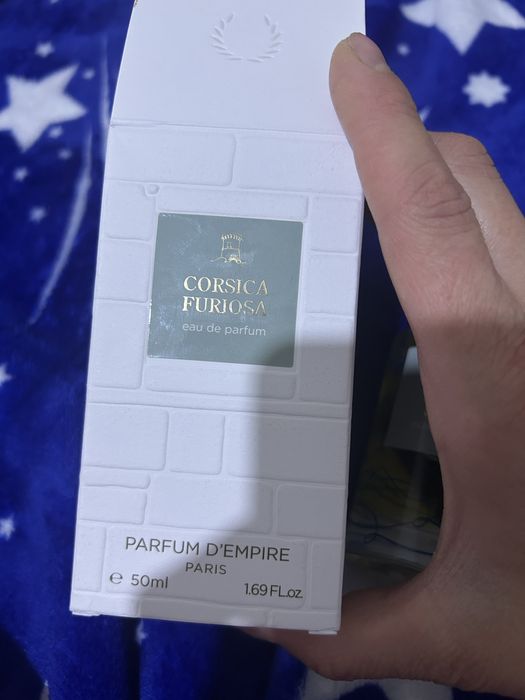 CORSICA
FURIOSA
eau de parfum
PARFUM D'EMPIRE
PARIS
℮ 50ml 1.69 FL.oz